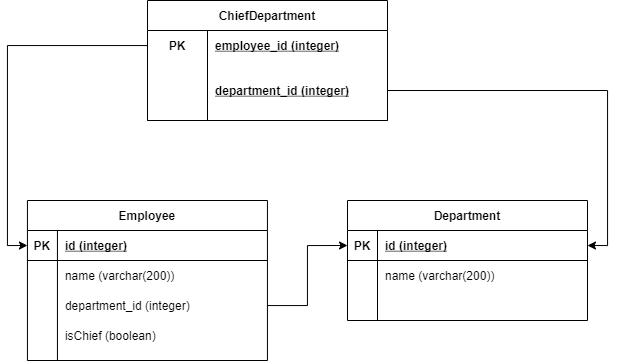 ChiefDepartment
PK employee_id (integer)
department_id (integer)
Employee
PK id (integer)
name (varchar(200))
department_id (integer)
isChief (boolean)
Department
PK id (integer)
name (varchar(200))